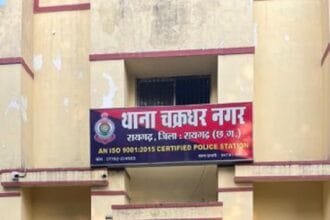 थाना चक्रधर नगर
रायगढ़, जिला : रायगढ़ (छ.ग.)
AN ISO 9001:2015 CERTIFIED POLICE STATION